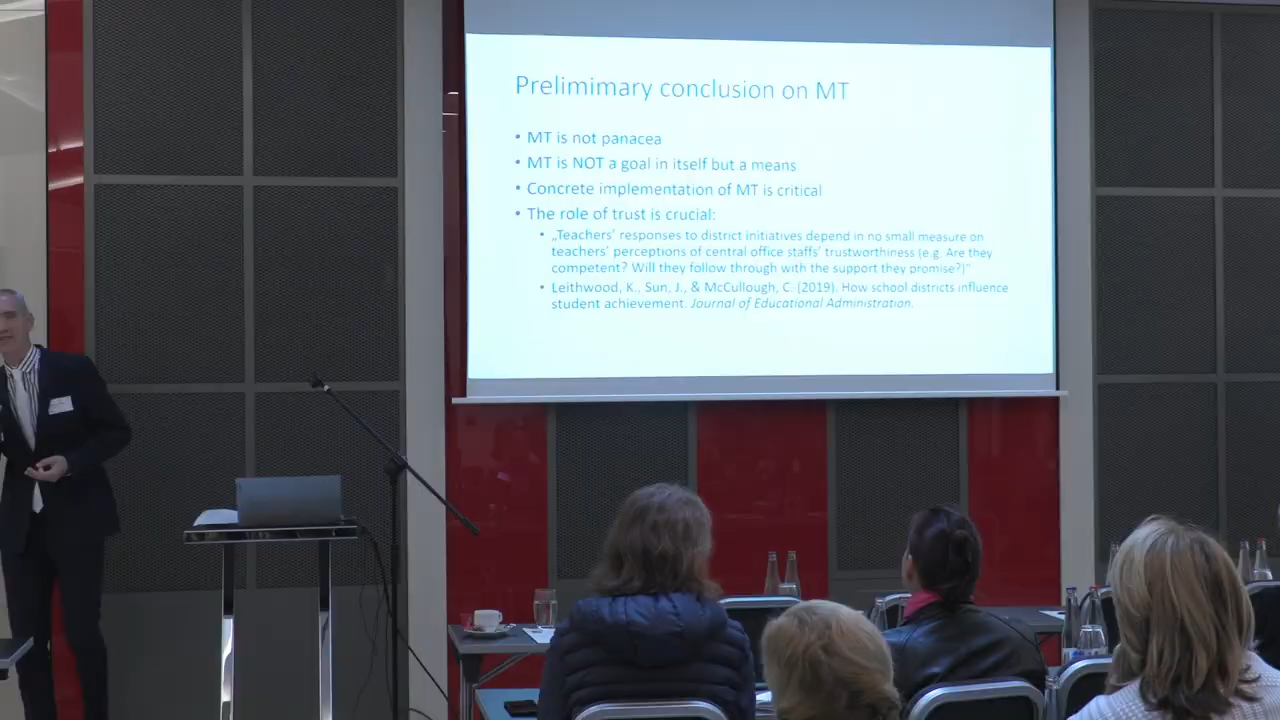 Prelimimary conclusion on MT
• MT is not panacea
• MT is NOT a goal in itself but a means
• Concrete implementation of MT is critical
• The role of trust is crucial:
• „Teachers’ responses to district initiatives depend in no small measure on
teachers’ perceptions of central office staffs’ trustworthiness (e.g. Are they
competent? Will they follow through with the support they promise?)“
• Leithwood, K., Sun, J., & McCullough, C. (2019). How school districts influence
student achievement. Journal of Educational Administration.